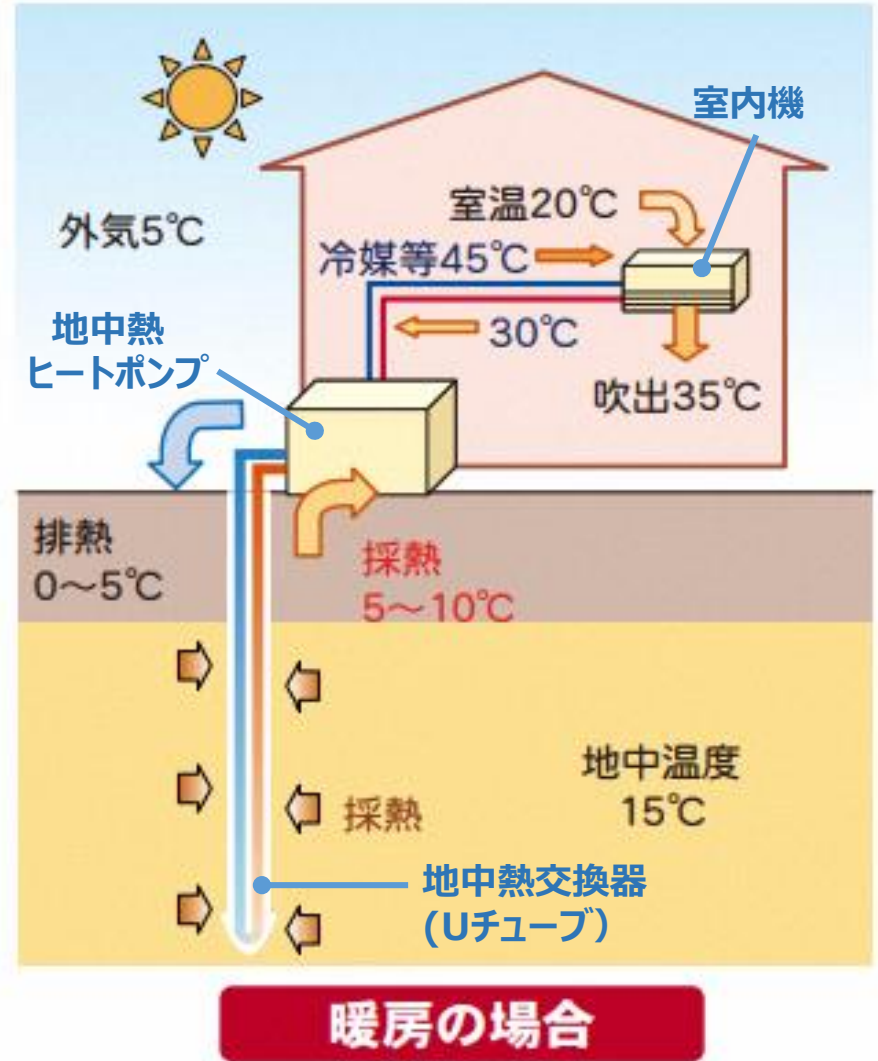 室内機
室温20℃
外気5℃
冷媒等45℃
30℃
地中熱
ヒートポンプ
吹出35℃
排熱
0～5℃
採熱
5～10℃
地中温度
15℃
採熱
地中熱交換器
(Uチューブ）
暖房の場合